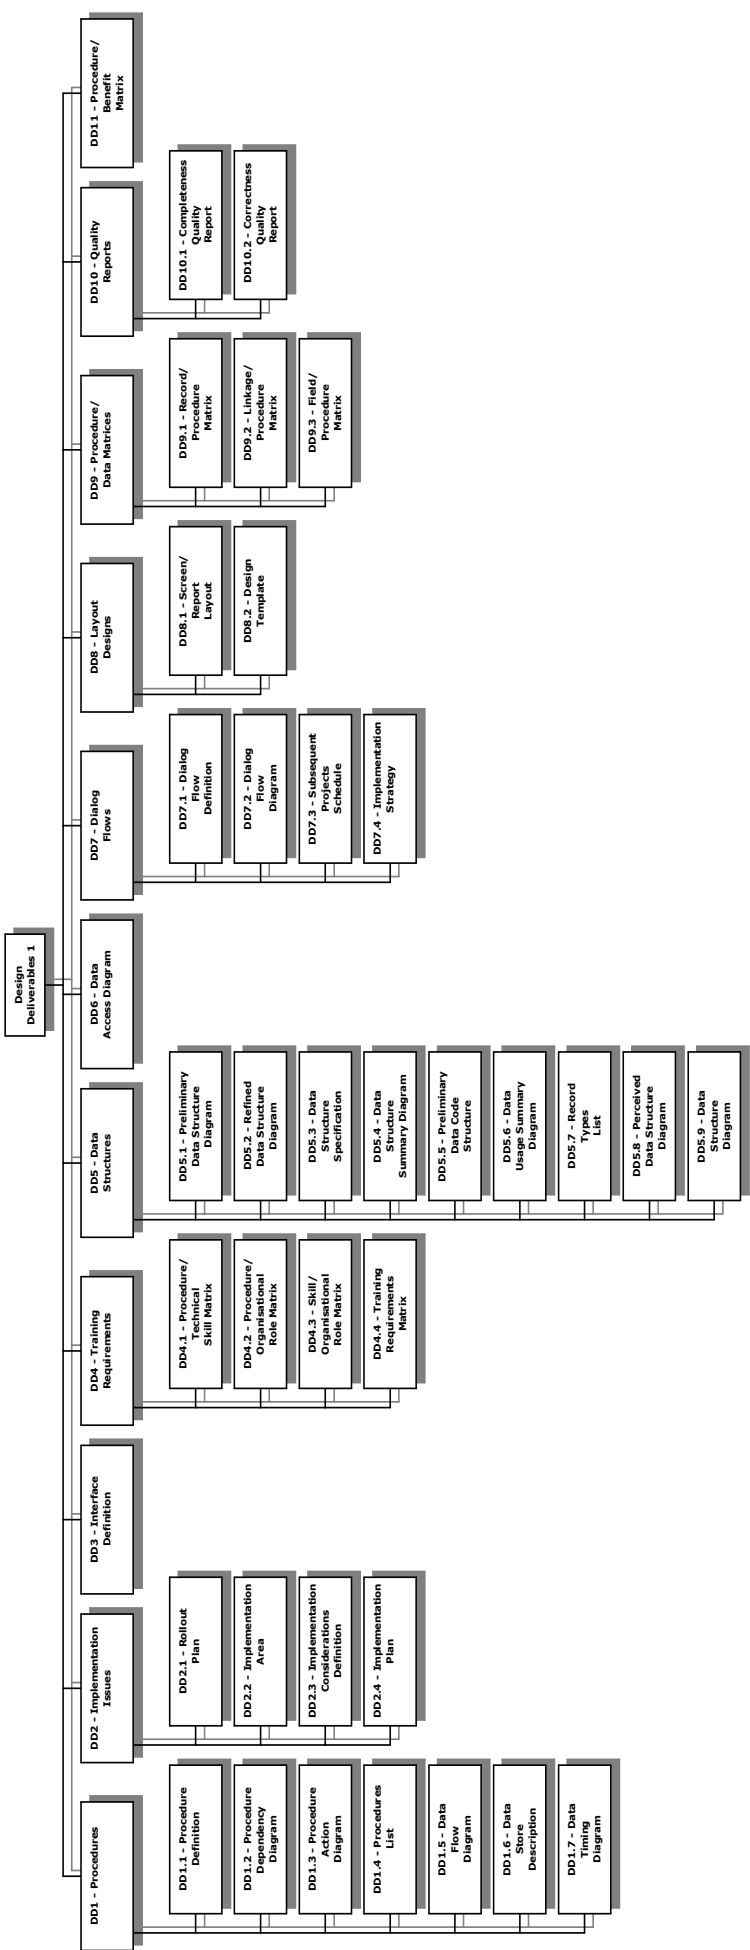 Design
Deliverables 1
DD1 - Procedures
DD1.1 - Procedure
Definition
DD1.2 - Procedure
Dependency
Diagram
DD1.3 - Procedure
Action
Diagram
DD1.4 - Procedures
List
DD1.5 - Data
Flow
Diagram
DD1.6 - Data
Store
Description
DD1.7 - Data
Timing
Diagram
DD2 - Implementation
Issues
DD2.1 - Rollout
Plan
DD2.2 - Implementation
Area
DD2.3 - Implementation
Considerations
Definition
DD2.4 - Implementation
Plan
DD3 - Interface
Definition
DD4 - Training
Requirements
DD4.1 - Procedure/
Technical
Skill Matrix
DD4.2 - Procedure/
Organisational
Role Matrix
DD4.3 - Skill/
Organisational
Role Matrix
DD4.4 - Training
Requirements
Matrix
DD5 - Data
Structures
DD5.1 - Preliminary
Data Structure
Diagram
DD5.2 - Refined
Data Structure
Diagram
DD5.3 - Data
Structure
Specification
DD5.4 - Data
Structure
Summary Diagram
DD5.5 - Preliminary
Data Code
Structure
DD5.6 - Data
Usage Summary
Diagram
DD5.7 - Record
Types
List
DD5.8 - Perceived
Data Structure
Diagram
DD5.9 - Data
Structure
Diagram
DD6 - Data
Access Diagram
DD7 - Dialog
Flows
DD7.1 - Dialog
Flow
Definition
DD7.2 - Dialog
Flow
Diagram
DD7.3 - Subsequent
Projects
Schedule
DD7.4 - Implementation
Strategy
DD8 - Layout
Designs
DD8.1 - Screen/
Report
Layout
DD8.2 - Design
Template
DD9 - Procedure/
Data Matrices
DD9.1 - Record/
Procedure
Matrix
DD9.2 - Linkage/
Procedure
Matrix
DD9.3 - Field/
Procedure
Matrix
DD10 - Quality
Reports
DD10.1 - Completeness
Quality
Report
DD10.2 - Correctness
Quality
Report
DD11 - Procedure/
Benefit
Matrix